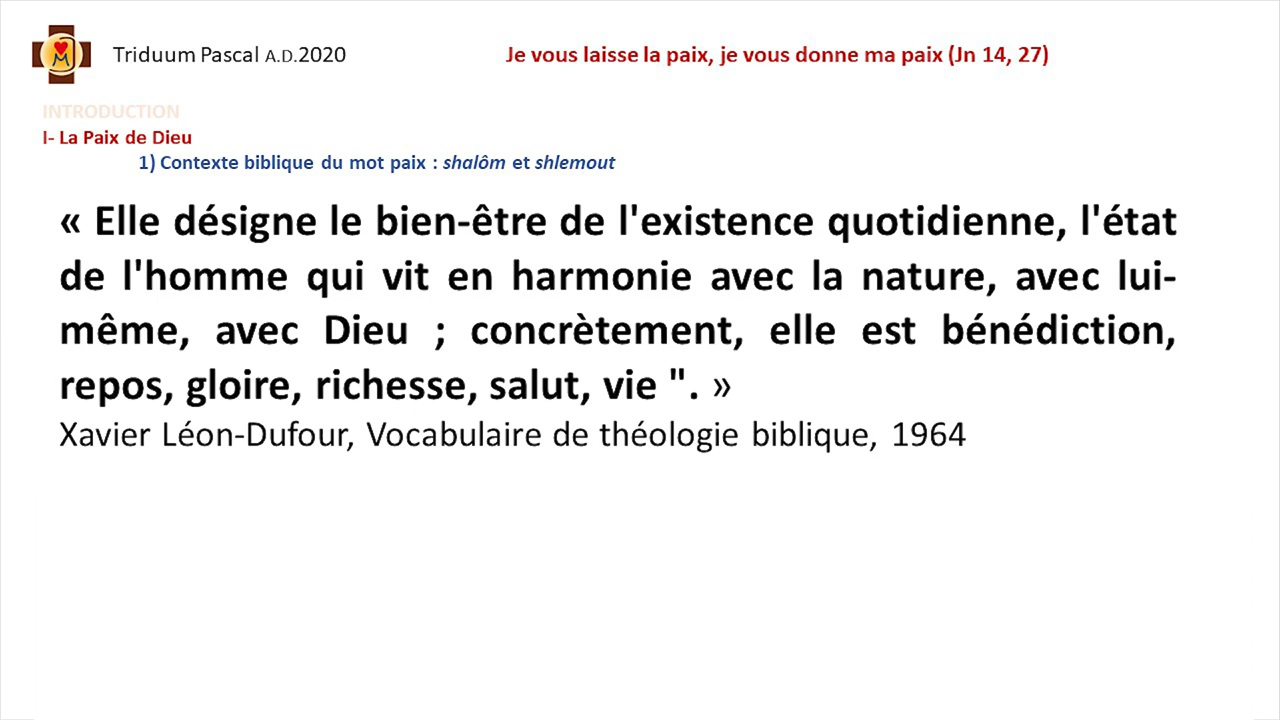 Triduum Pascal A.D.2020
Je vous laisse la paix, je vous donne ma paix (Jn 14, 27)
INTRODUCTION
I- La Paix de Dieu
1) Contexte biblique du mot paix : shalôm et shlemout
« Elle désigne le bien-être de l'existence quotidienne, l'état
de l'homme qui vit en harmonie avec la nature, avec lui-
même, avec Dieu ; concrètement, elle est bénédiction,
repos, gloire, richesse, salut, vie ". »
Xavier Léon-Dufour, Vocabulaire de théologie biblique, 1964